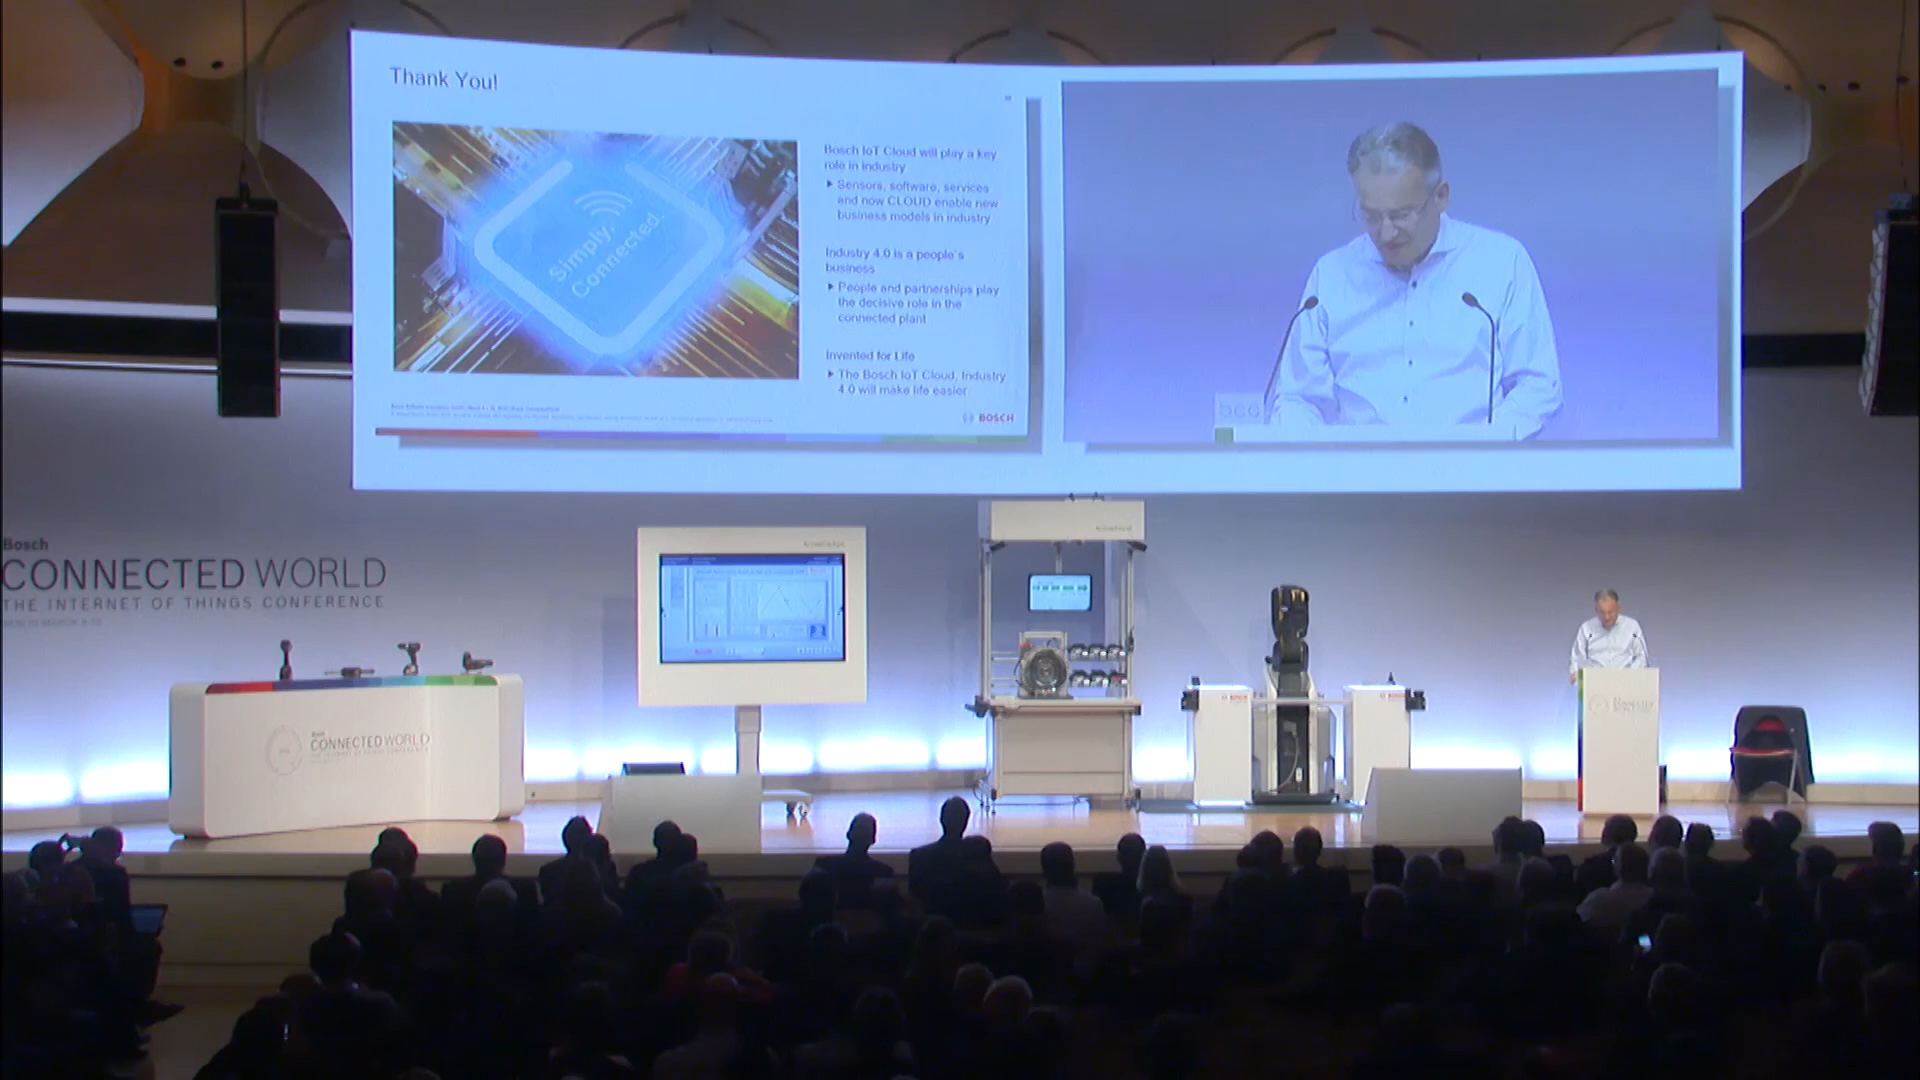 Thank You!
Simply.
Connected.
Bosch IoT Cloud will play a key
role in industry
Sensors, software, services
and now CLOUD enable new
business models in industry
Industry 4.0 is a people´s
business
People and partnerships play
the decisive role in the
connected plant
Invented for Life
The Bosch IoT Cloud, Industry
4.0 will make life easier
BOSCH
bcc
Bosch
CONNECTED WORLD
THE INTERNET OF THINGS CONFERENCE
CONNECTED WORLD
BOSCH
BOSCH